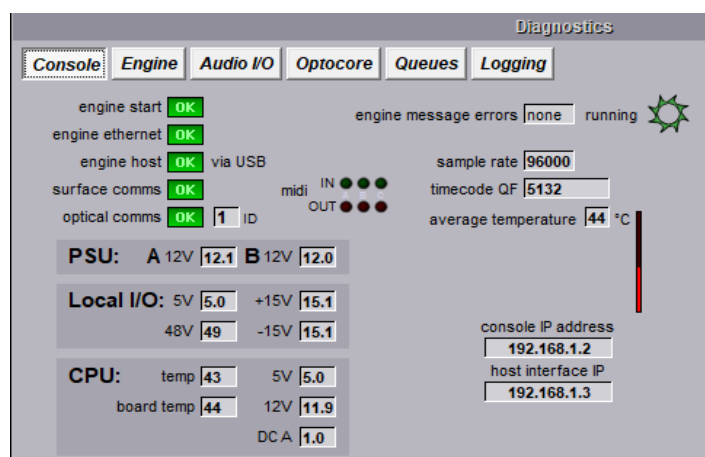 Diagnostics
Console Engine Audio I/O Optocore Queues Logging
engine start OK
engine message errors none running
engine ethernet OK
engine host OK via USB
sample rate 96000
surface comms OK
midi IN
timecode QF 5132
optical comms OK 1 ID
OUT
average temperature 44 °C
PSU: A 12V 12.1 B 12V 12.0
Local I/O: 5V 5.0 +15V 15.1
48V 49 -15V 15.1
console IP address
192.168.1.2
host interface IP
192.168.1.3
CPU: temp 43 5V 5.0
board temp 44 12V 11.9
DC A 1.0